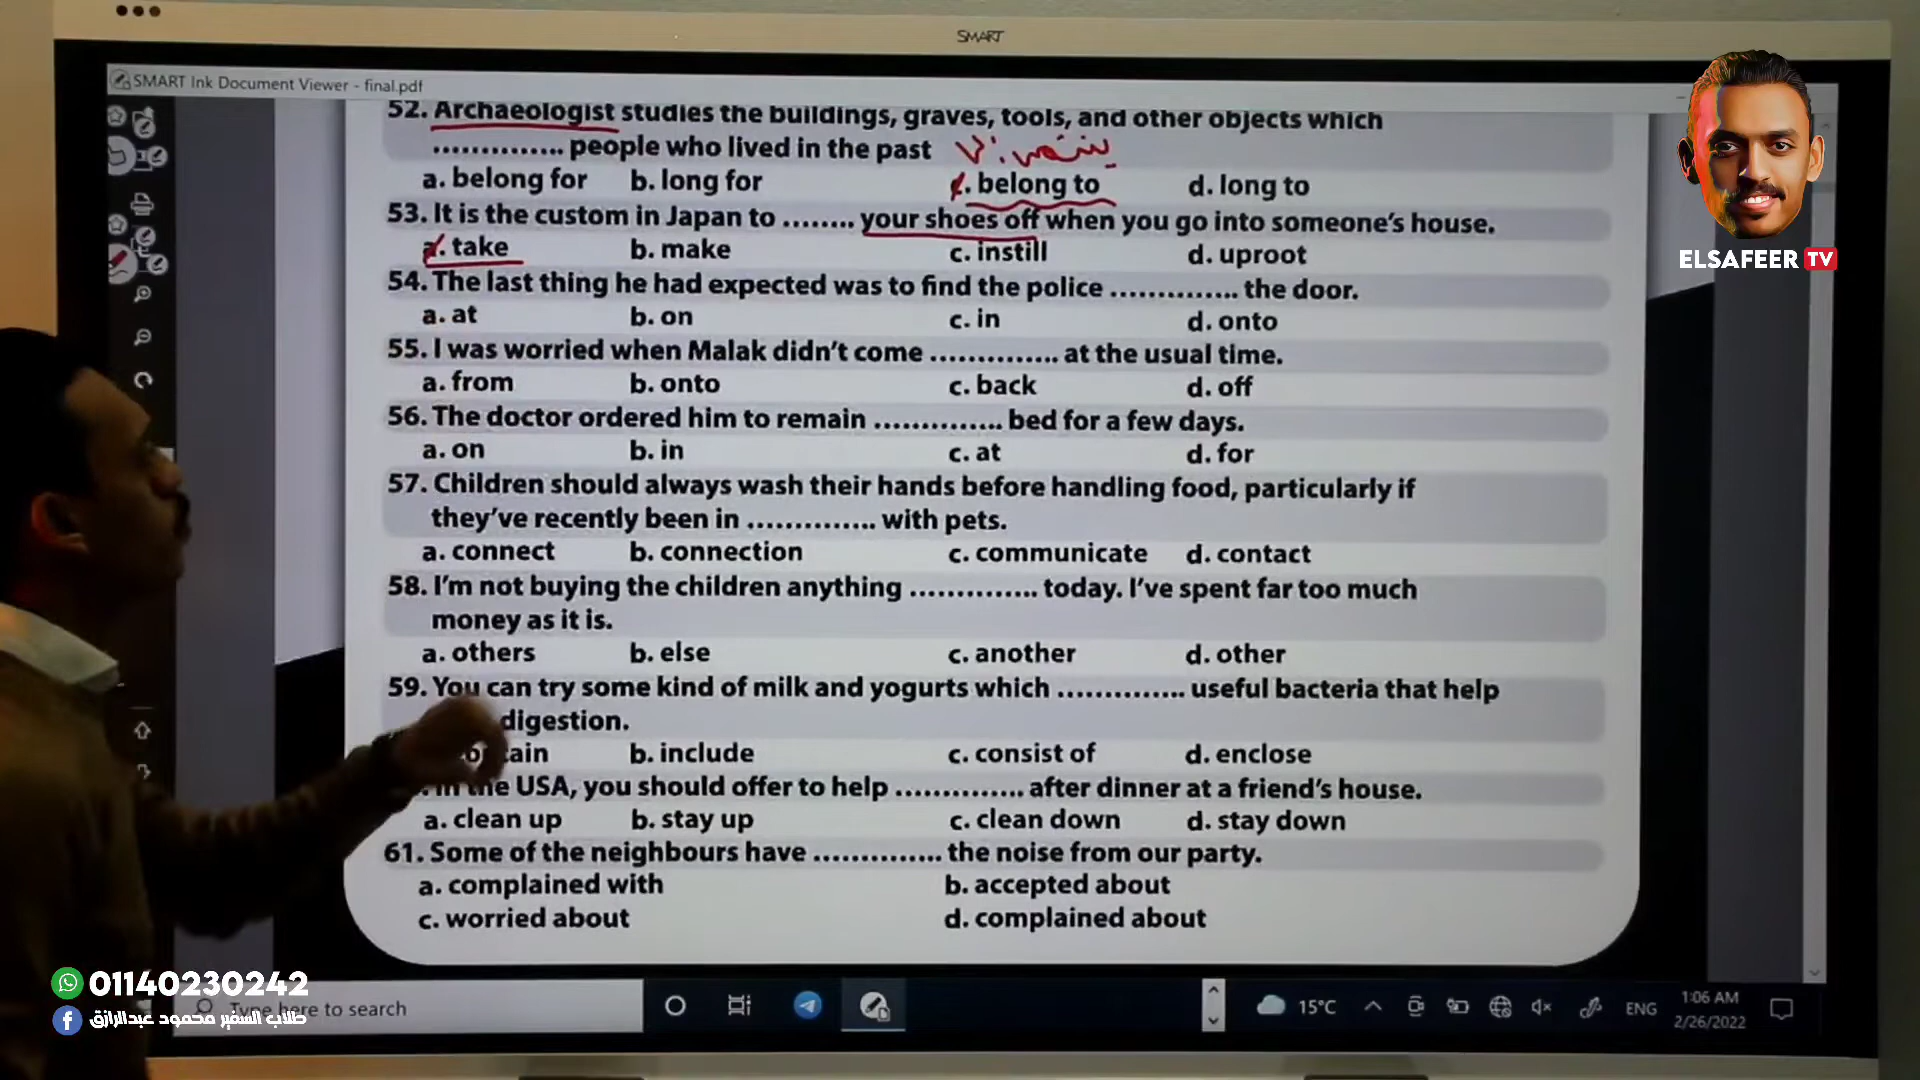 SMART
SMART Ink Document Viewer - final.pdf
52. Archaeologist studies the buildings, graves, tools, and other objects which
.............. people who lived in the past
a. belong for b. long for c. belong to d. long to
53. It is the custom in Japan to ........ your shoes off when you go into someone's house.
a. take b. make c. instill d. uproot
54. The last thing he had expected was to find the police .............. the door.
a. at b. on c. in d. onto
55. I was worried when Malak didn't come .............. at the usual time.
a. from b. onto c. back d. off
56. The doctor ordered him to remain .............. bed for a few days.
a. on b. in c. at d. for
57. Children should always wash their hands before handling food, particularly if
they've recently been in .............. with pets.
a. connect b. connection c. communicate d. contact
58. I'm not buying the children anything .............. today. I've spent far too much
money as it is.
a. others b. else c. another d. other
59. You can try some kind of milk and yogurts which .............. useful bacteria that help
digestion.
b. include c. consist of d. enclose
In the USA, you should offer to help .............. after dinner at a friend's house.
a. clean up b. stay up c. clean down d. stay down
61. Some of the neighbours have .............. the noise from our party.
a. complained with b. accepted about
c. worried about d. complained about
ELSAFEER TV
01140230242
طلاب السفير محمود عبدالرازق
Type here to search
15°C
ENG
1:06 AM
2/26/2022